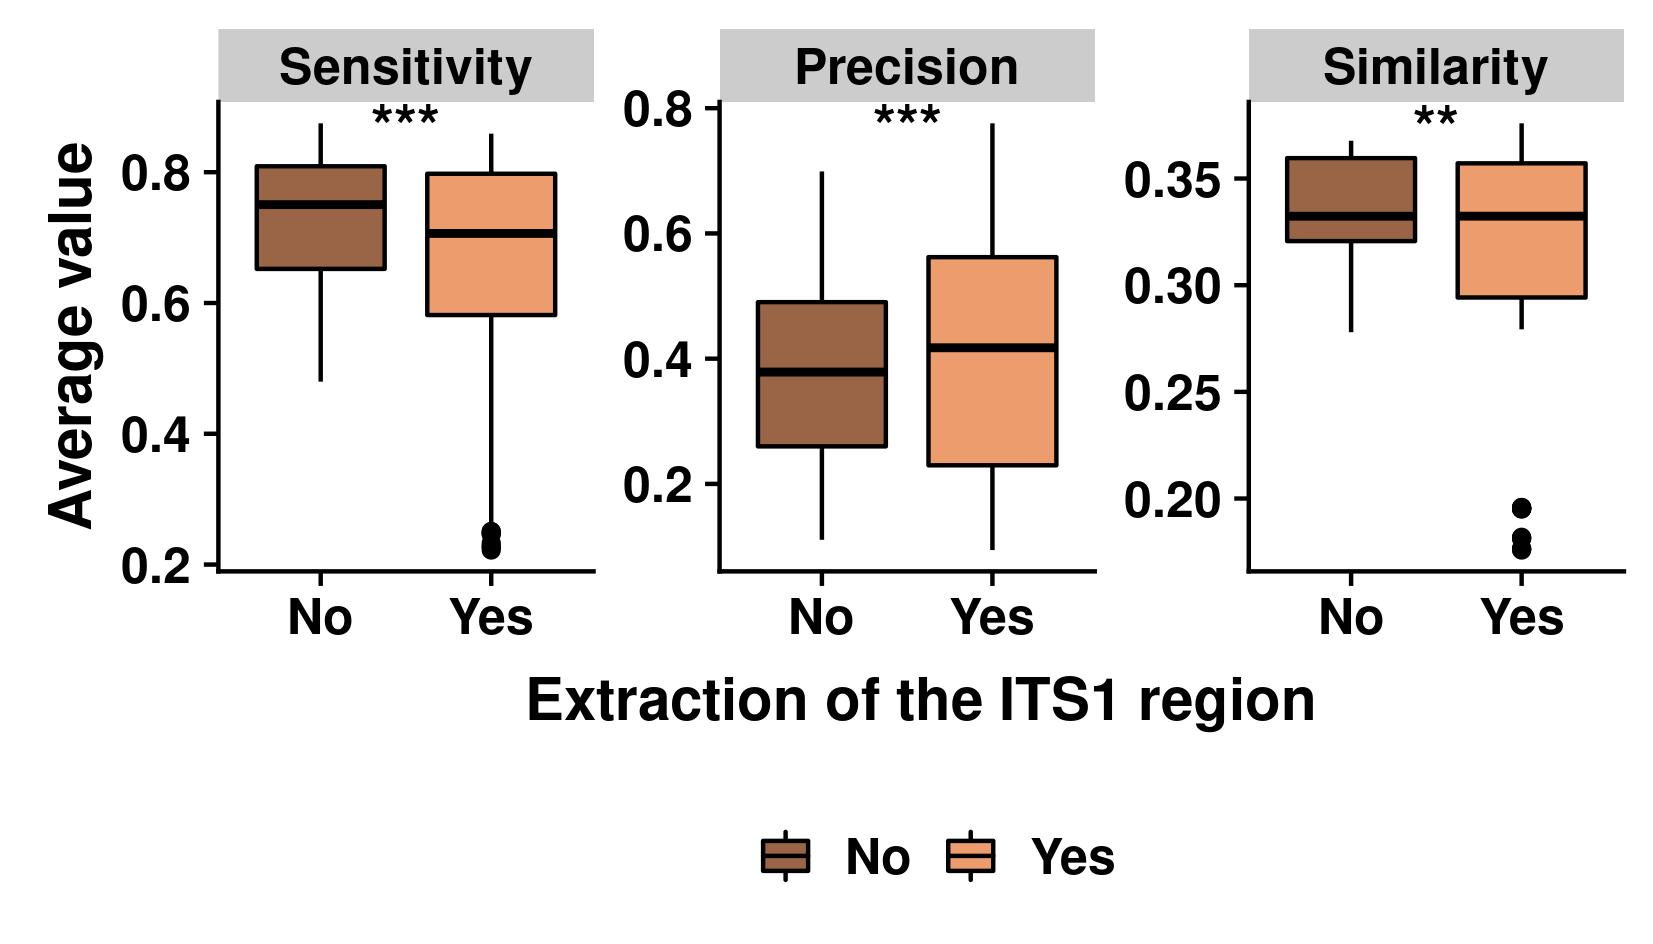 Sensitivity
Precision
Similarity
***
***
**
Average value
0.8
0.6
0.4
0.2
0.8
0.6
0.4
0.2
0.35
0.30
0.25
0.20
No Yes
No Yes
No Yes
Extraction of the ITS1 region
No Yes